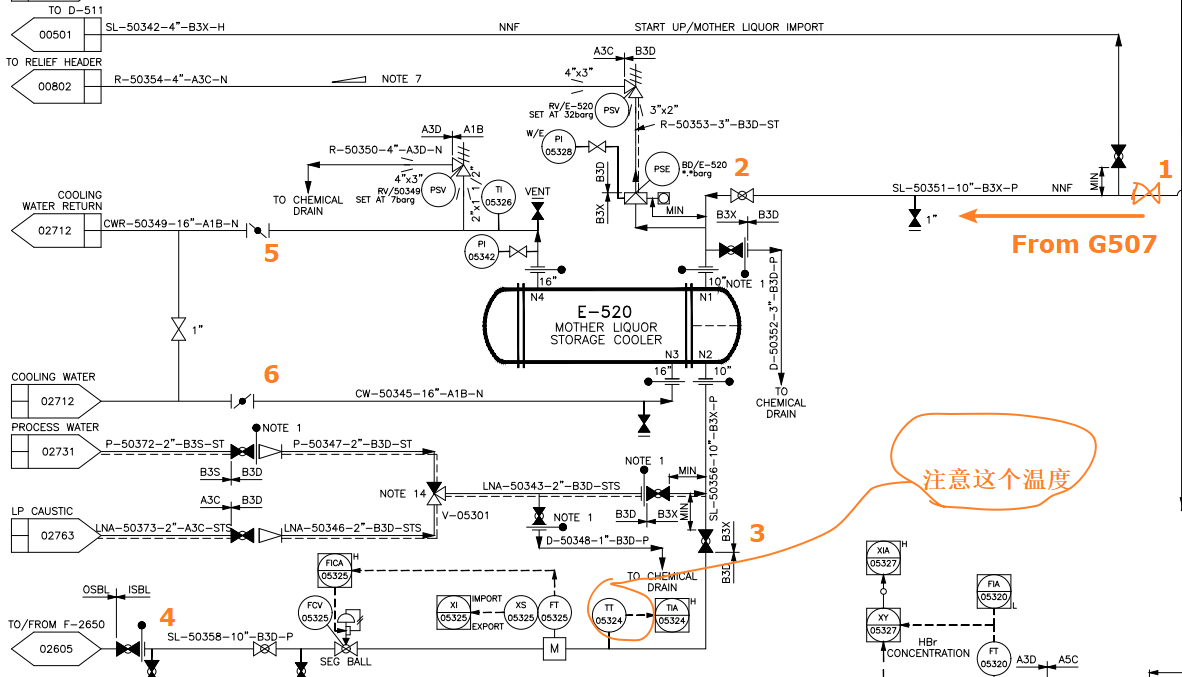 TO D-511
00501
SL-50342-4"-B3X-H
NNF
START UP/MOTHER LIQUOR IMPORT
TO RELIEF HEADER
00802
R-50354-4"-A3C-N
NOTE 7
4"x3"
A3C
B3D
PSV
RV/E-520
SET AT 32barg
3"x2"
R-50353-3"-B3D-ST
W/E
PI
05328
PSE
BD/E-520
*.*barg
B3D
B3X
MIN
A3D
A1B
R-50350-4"-A3D-N
4"x3"
TO CHEMICAL
DRAIN
RV/50349
SET AT 7barg
PSV
2"x1 1/2"
TI
05326
VENT
PI
05342
2
SL-50351-10"-B3X-P
NNF
MIN
1
1"
From G507
COOLING
WATER RETURN
02712
CWR-50349-16"-A1B-N
5
B3X
B3D
NOTE 1
16"
10"
N4
N1
E-520
MOTHER LIQUOR
STORAGE COOLER
N3
N2
D-50352-3"-B3D-P
TO
CHEMICAL
DRAIN
1"
16"
10"
COOLING WATER
02712
6
CW-50345-16"-A1B-N
PROCESS WATER
02731
P-50372-2"-B3S-ST
NOTE 1
P-50347-2"-B3D-ST
B3S
B3D
A3C
B3D
LP CAUSTIC
02763
LNA-50373-2"-A3C-STS
LNA-50346-2"-B3D-STS
NOTE 14
V-05301
LNA-50343-2"-B3D-STS
NOTE 1
MIN
B3D
B3X
MIN
SL-50356-10"-B3X-P
NOTE 1
D-50348-1"-B3D-P
TO CHEMICAL
DRAIN
3
B3X
B3D
注意这个温度
OSBL
ISBL
4
TO/FROM F-2650
02605
SL-50358-10"-B3D-P
FICA
05325
H
FCV
05325
SEG BALL
XI
05325
IMPORT
EXPORT
XS
05325
FT
05325
M
TT
05324
TIA
05324
H
XIA
05327
H
XY
05327
FIA
05320
L
HBr
CONCENTRATION
FT
05320
A3D
A5C